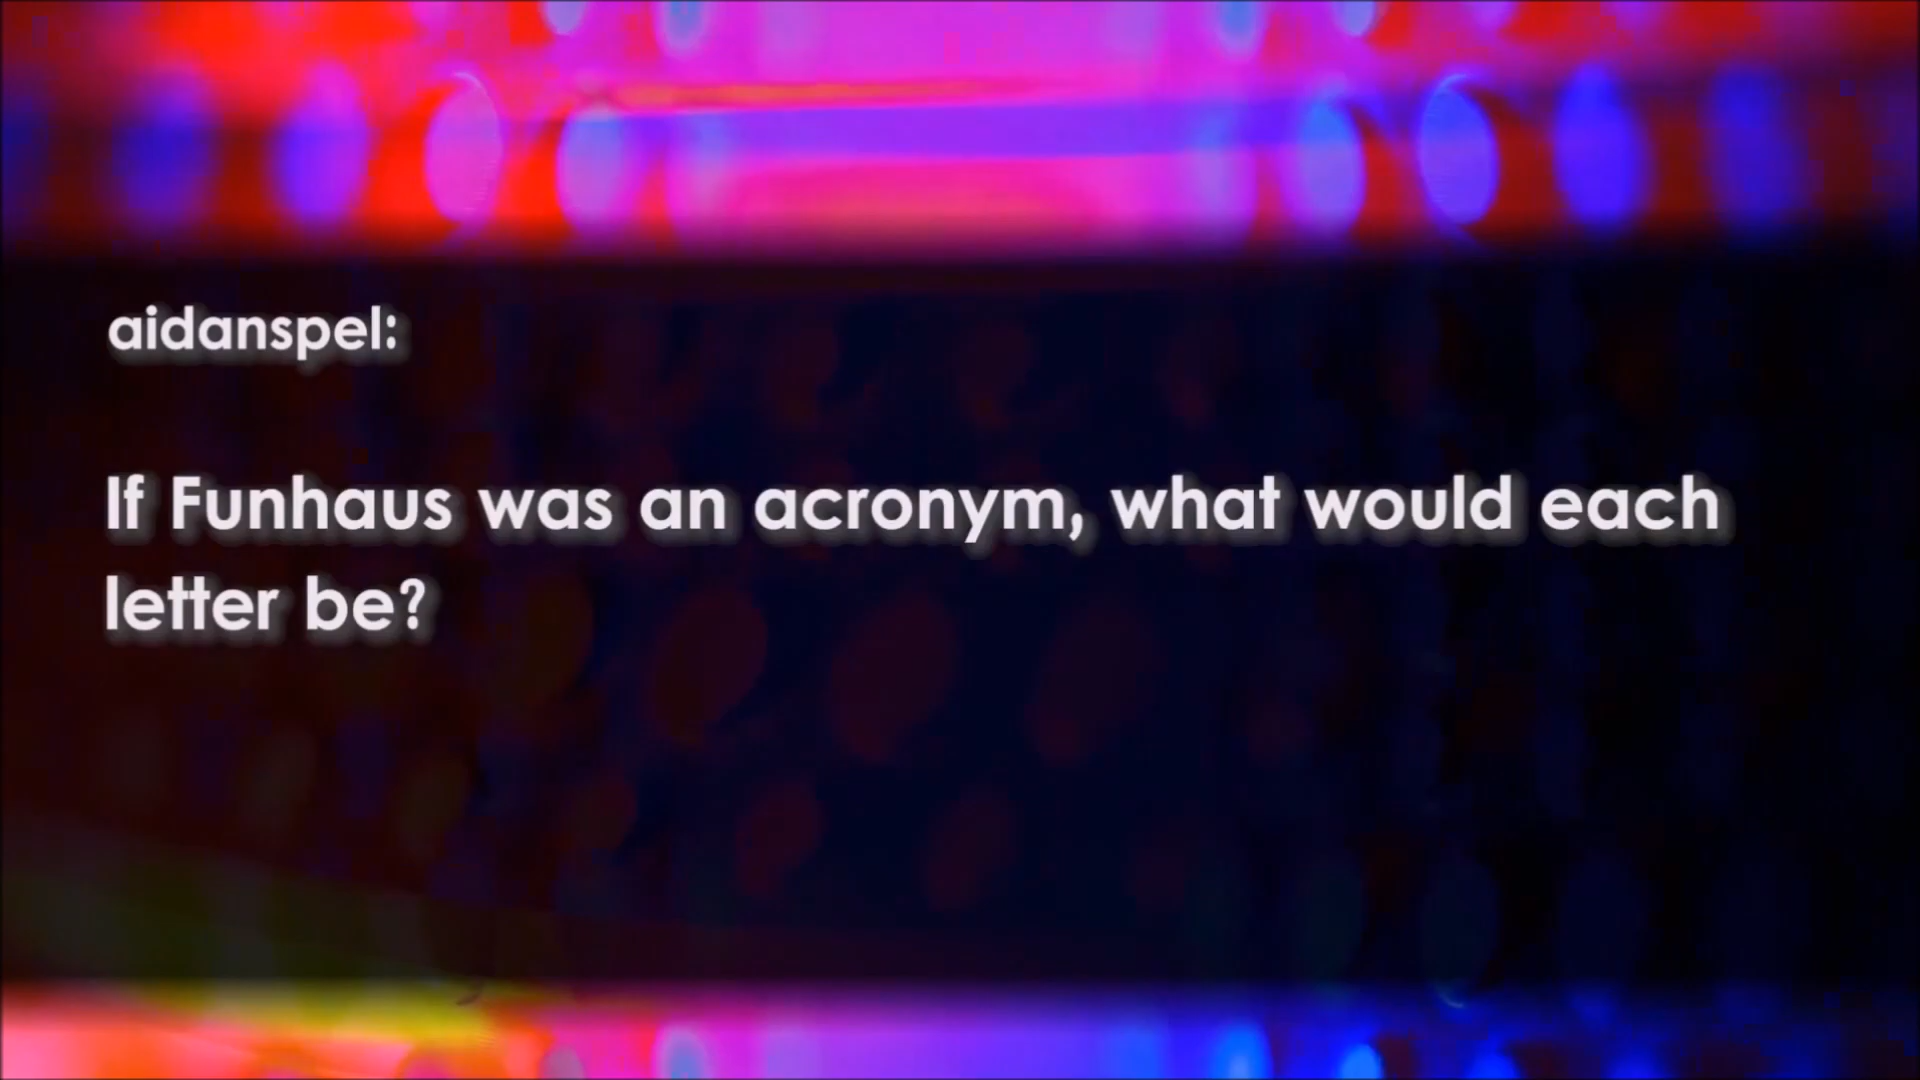 aidanspel:
If Funhaus was an acronym, what would each
letter be?